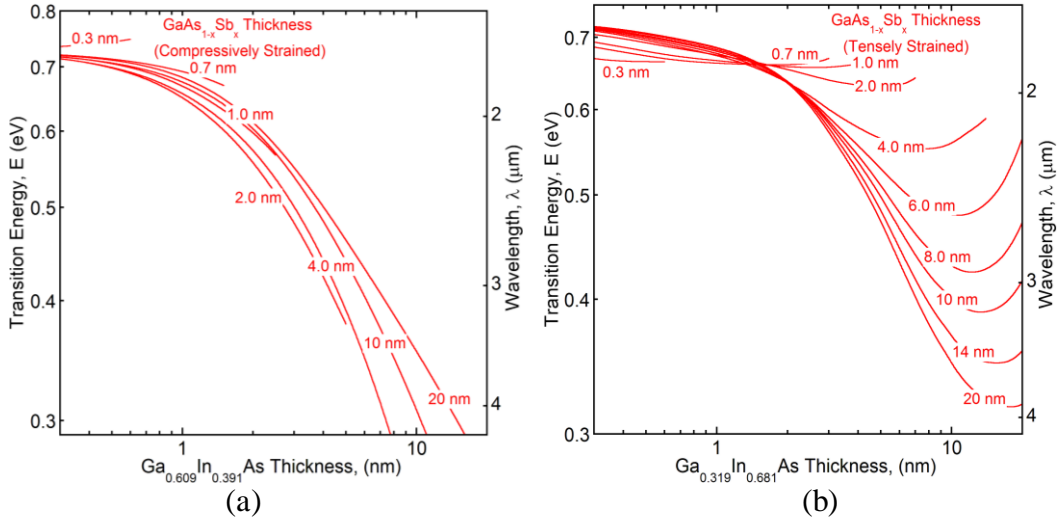 0.8
0.7
0.6
0.5
0.4
0.3
Transition Energy, E (eV)
GaAs1-xSbx Thickness
(Compressively Strained)
0.3 nm
0.7 nm
1.0 nm
2.0 nm
4.0 nm
10 nm
20 nm
2
3
4
Wavelength, λ (μm)
1
10
Ga0.609In0.391As Thickness, (nm)
(a)
0.7
0.6
0.5
0.4
0.3
Transition Energy, E (eV)
GaAs1-xSbx Thickness
(Tensely Strained)
0.3 nm
0.7 nm
1.0 nm
2.0 nm
4.0 nm
6.0 nm
8.0 nm
10 nm
14 nm
20 nm
2
3
4
Wavelength, λ (μm)
1
10
Ga0.319In0.681As Thickness, (nm)
(b)